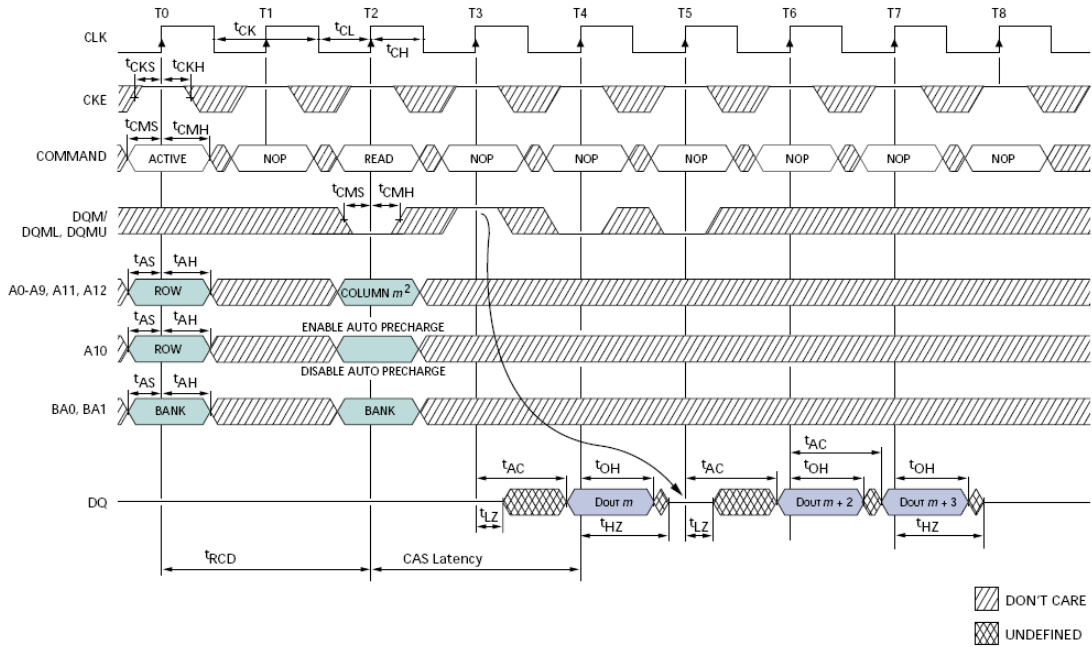 T0 T1 T2 T3 T4 T5 T6 T7 T8
CLK
tCK tCL
tCH
tCKS tCKH
CKE
tCMS tCMH
COMMAND ACTIVE NOP READ NOP NOP NOP NOP NOP NOP
tCMS tCMH
DQM/
DQML, DQMU
tAS tAH
A0-A9, A11, A12 ROW COLUMN m2
tAS tAH ENABLE AUTO PRECHARGE
A10 ROW
DISABLE AUTO PRECHARGE
tAS tAH
BA0, BA1 BANK BANK
tAC
tAC tOH tAC tOH tOH
DQ DOUT m DOUT m + 2 DOUT m + 3
tLZ tHZ tLZ tHZ
tRCD CAS Latency
DON'T CARE
UNDEFINED